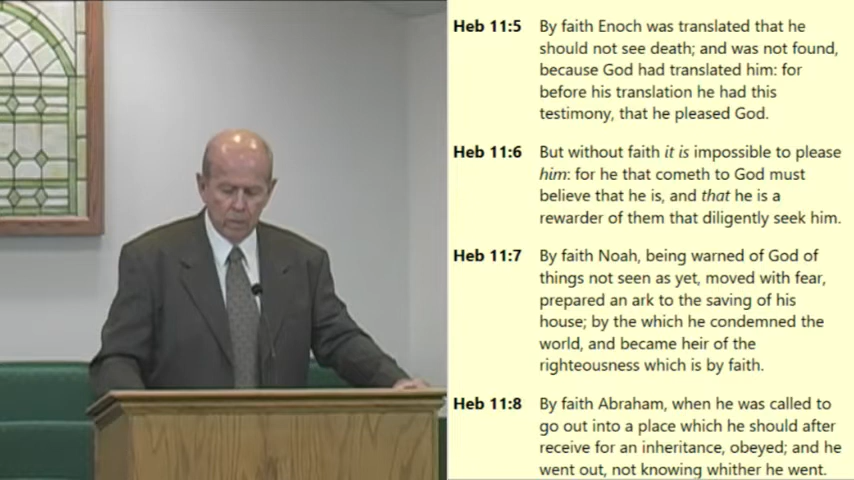 Heb 11:5 By faith Enoch was translated that he
should not see death; and was not found,
because God had translated him: for
before his translation he had this
testimony, that he pleased God.
Heb 11:6 But without faith it is impossible to please
him: for he that cometh to God must
believe that he is, and that he is a
rewarder of them that diligently seek him.
Heb 11:7 By faith Noah, being warned of God of
things not seen as yet, moved with fear,
prepared an ark to the saving of his
house; by the which he condemned the
world, and became heir of the
righteousness which is by faith.
Heb 11:8 By faith Abraham, when he was called to
go out into a place which he should after
receive for an inheritance, obeyed; and he
went out, not knowing whither he went.